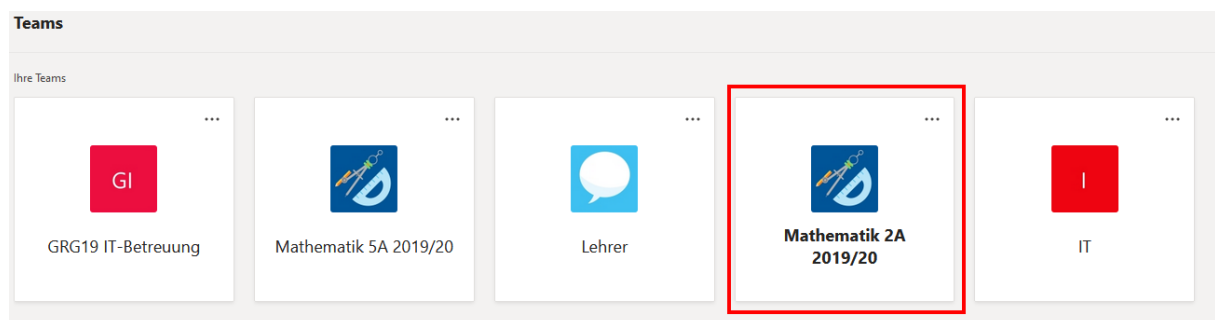 Teams
Ihre Teams
... ... ... ... ...
GI
I
GRG19 IT-Betreuung
Mathematik 5A 2019/20
Lehrer
Mathematik 2A
2019/20
IT